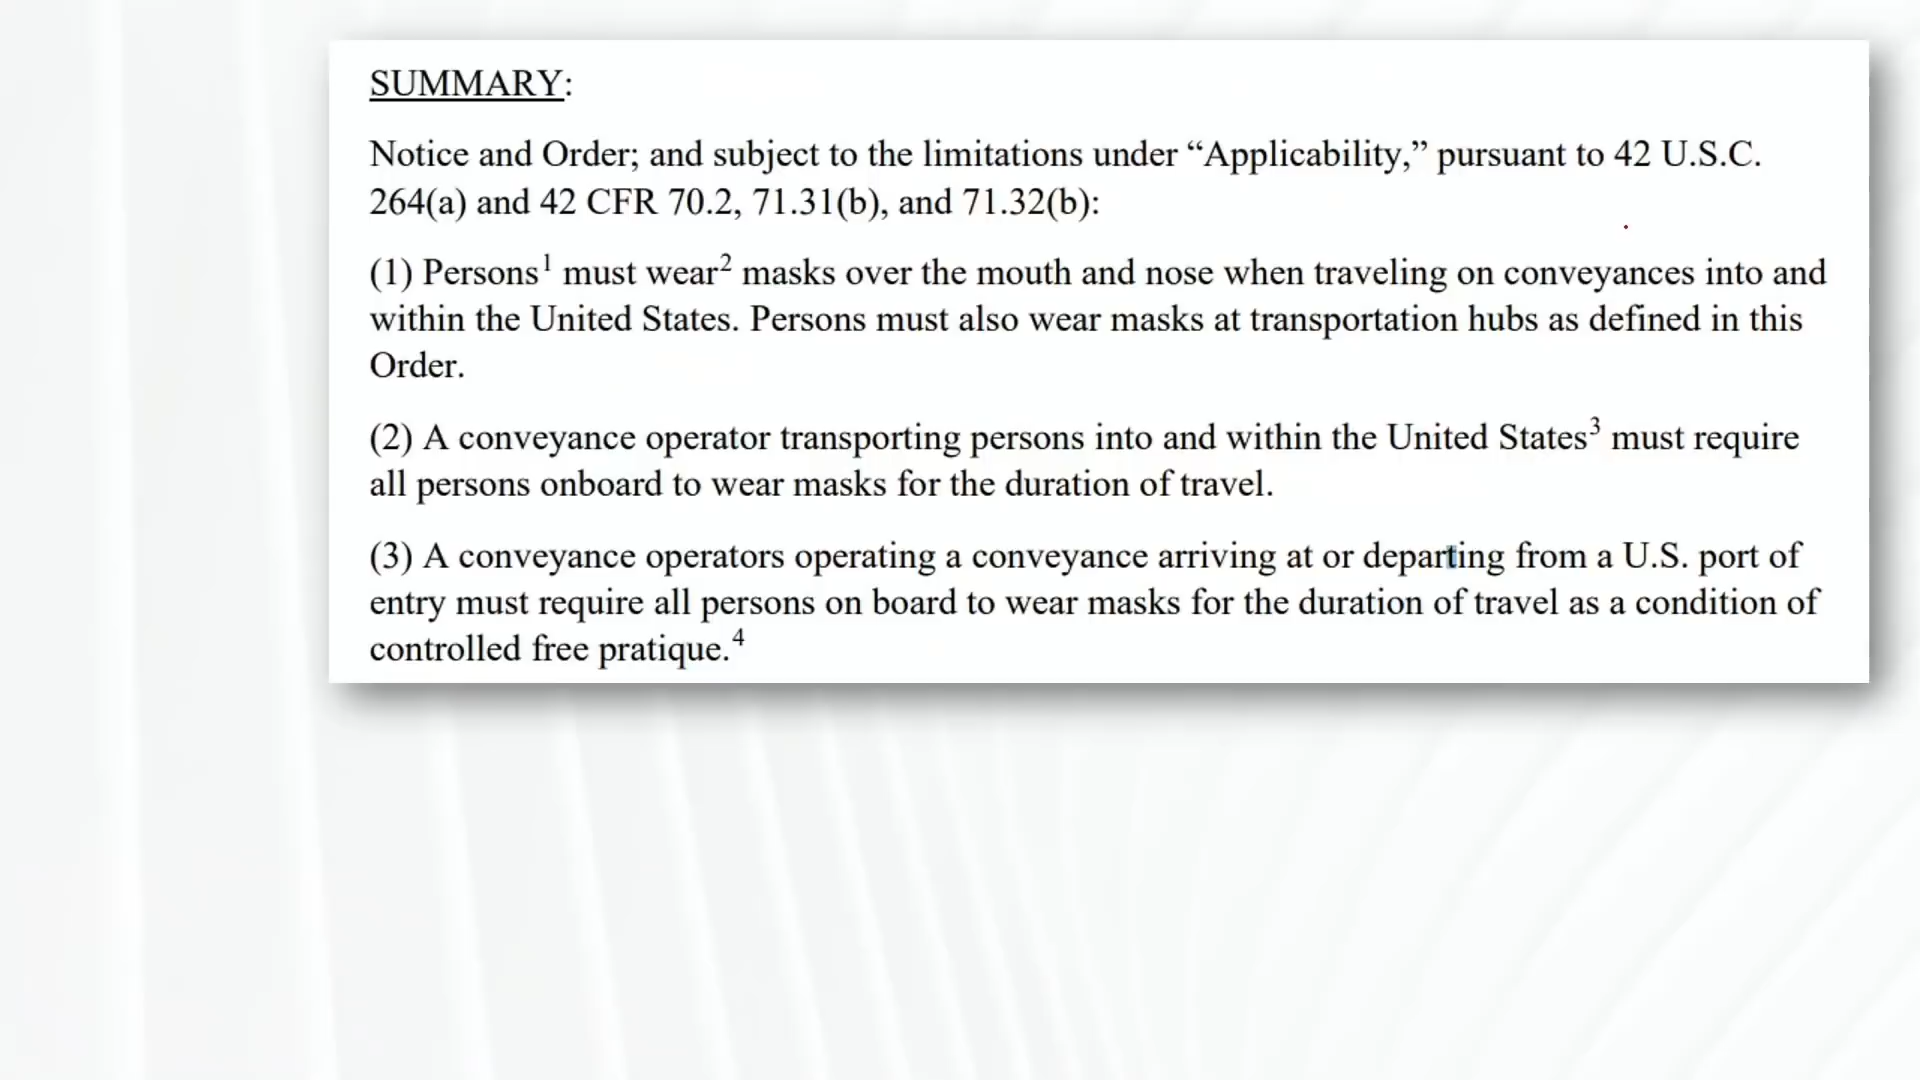 SUMMARY:
Notice and Order; and subject to the limitations under “Applicability,” pursuant to 42 U.S.C.
264(a) and 42 CFR 70.2, 71.31(b), and 71.32(b):
(1) Persons¹ must wear² masks over the mouth and nose when traveling on conveyances into and
within the United States. Persons must also wear masks at transportation hubs as defined in this
Order.
(2) A conveyance operator transporting persons into and within the United States³ must require
all persons onboard to wear masks for the duration of travel.
(3) A conveyance operators operating a conveyance arriving at or departing from a U.S. port of
entry must require all persons on board to wear masks for the duration of travel as a condition of
controlled free pratique.⁴